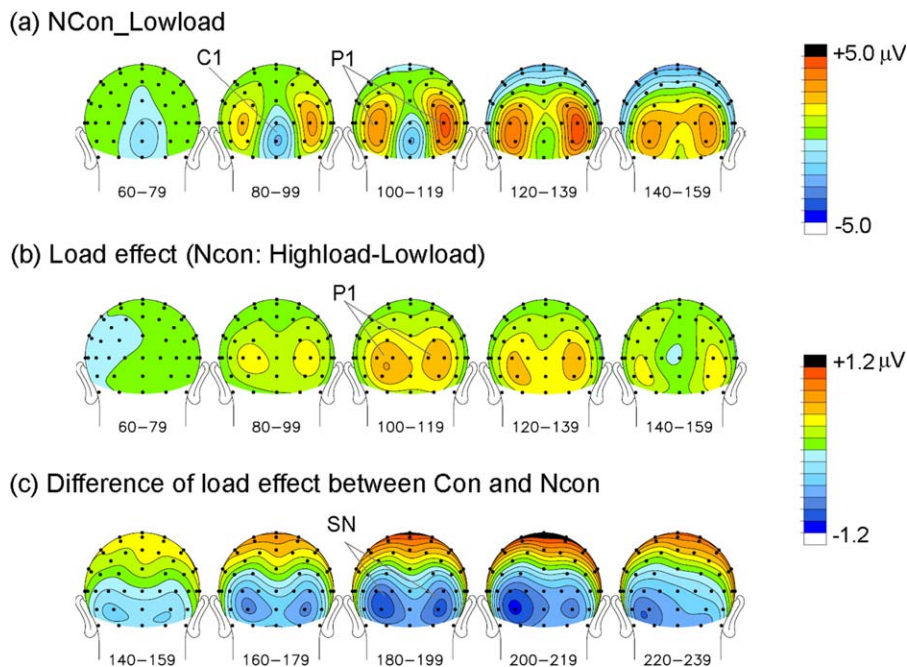 (a) NCon_Lowload
C1
P1
60-79
80-99
100-119
120-139
140-159
+5.0 µV
-5.0
(b) Load effect (Ncon: Highload-Lowload)
P1
60-79
80-99
100-119
120-139
140-159
+1.2 µV
-1.2
(c) Difference of load effect between Con and Ncon
SN
140-159
160-179
180-199
200-219
220-239